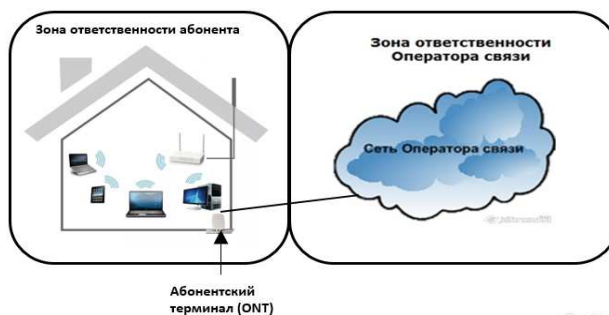 Зона ответственности абонента
Зона ответственности
Оператора связи
Сеть Оператора связи
Абонентский
терминал (ONT)